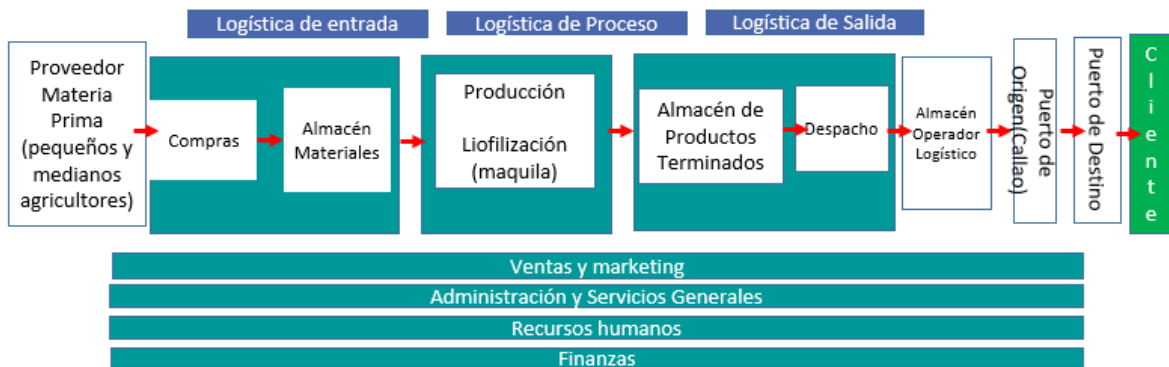 Logística de entrada
Logística de Proceso
Logística de Salida
Proveedor
Materia
Prima
(pequeños y
medianos
agricultores)
Compras
Almacén
Materiales
Producción
Liofilización
(maquila)
Almacén de
Productos
Terminados
Despacho
Almacén
Operador
Logístico
Puerto de
Origen(Callao)
Puerto de Destino
Cliente
Ventas y marketing
Administración y Servicios Generales
Recursos humanos
Finanzas